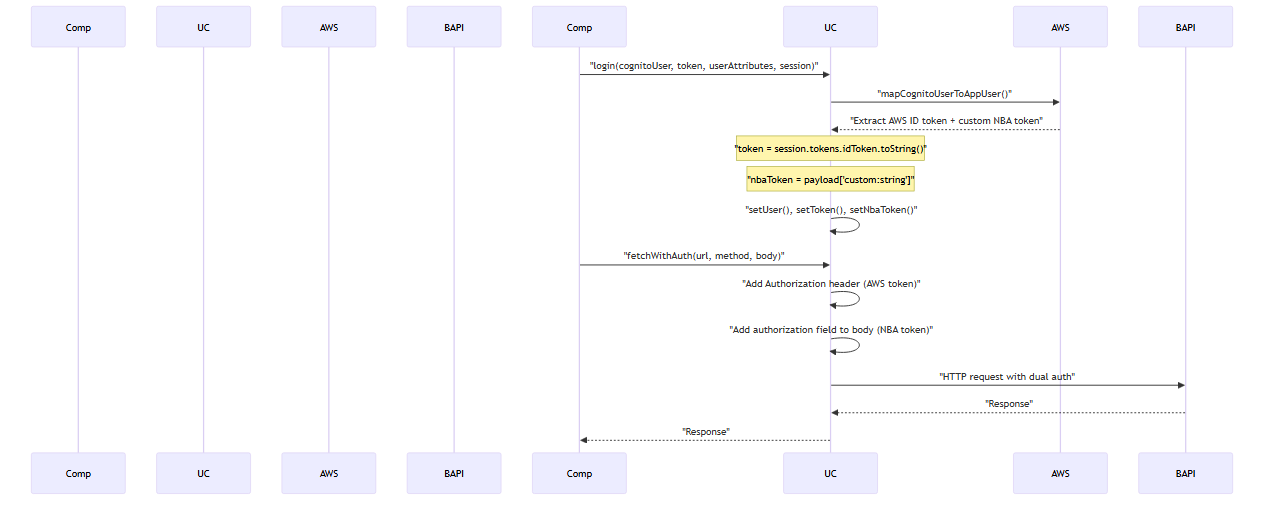 Comp UC AWS BAPI Comp UC AWS BAPI
"login(cognitoUser, token, userAttributes, session)"
"mapCognitoUserToAppUser()"
"Extract AWS ID token + custom NBA token"
"token = session.tokens.idToken.toString()"
"nbaToken = payload['custom:string']"
"setUser(), setToken(), setNbaToken()"
"fetchWithAuth(url, method, body)"
"Add Authorization header (AWS token)"
"Add authorization field to body (NBA token)"
"HTTP request with dual auth"
"Response"
"Response"
Comp UC AWS BAPI Comp UC AWS BAPI